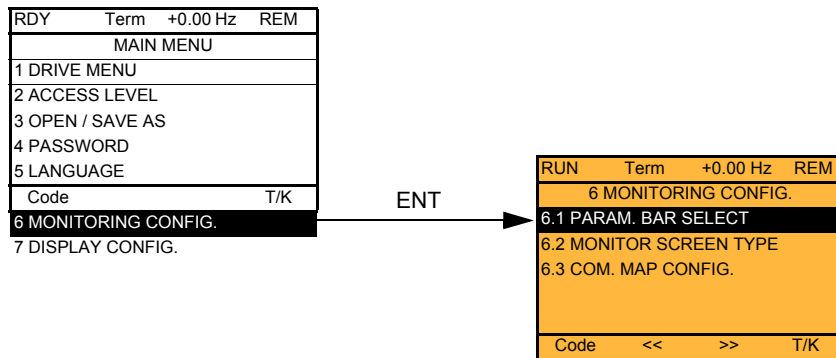 RDY Term +0.00 Hz REM
MAIN MENU
1 DRIVE MENU
2 ACCESS LEVEL
3 OPEN / SAVE AS
4 PASSWORD
5 LANGUAGE
Code T/K
6 MONITORING CONFIG.
7 DISPLAY CONFIG.
ENT
RUN Term +0.00 Hz REM
6 MONITORING CONFIG.
6.1 PARAM. BAR SELECT
6.2 MONITOR SCREEN TYPE
6.3 COM. MAP CONFIG.
Code << >> T/K